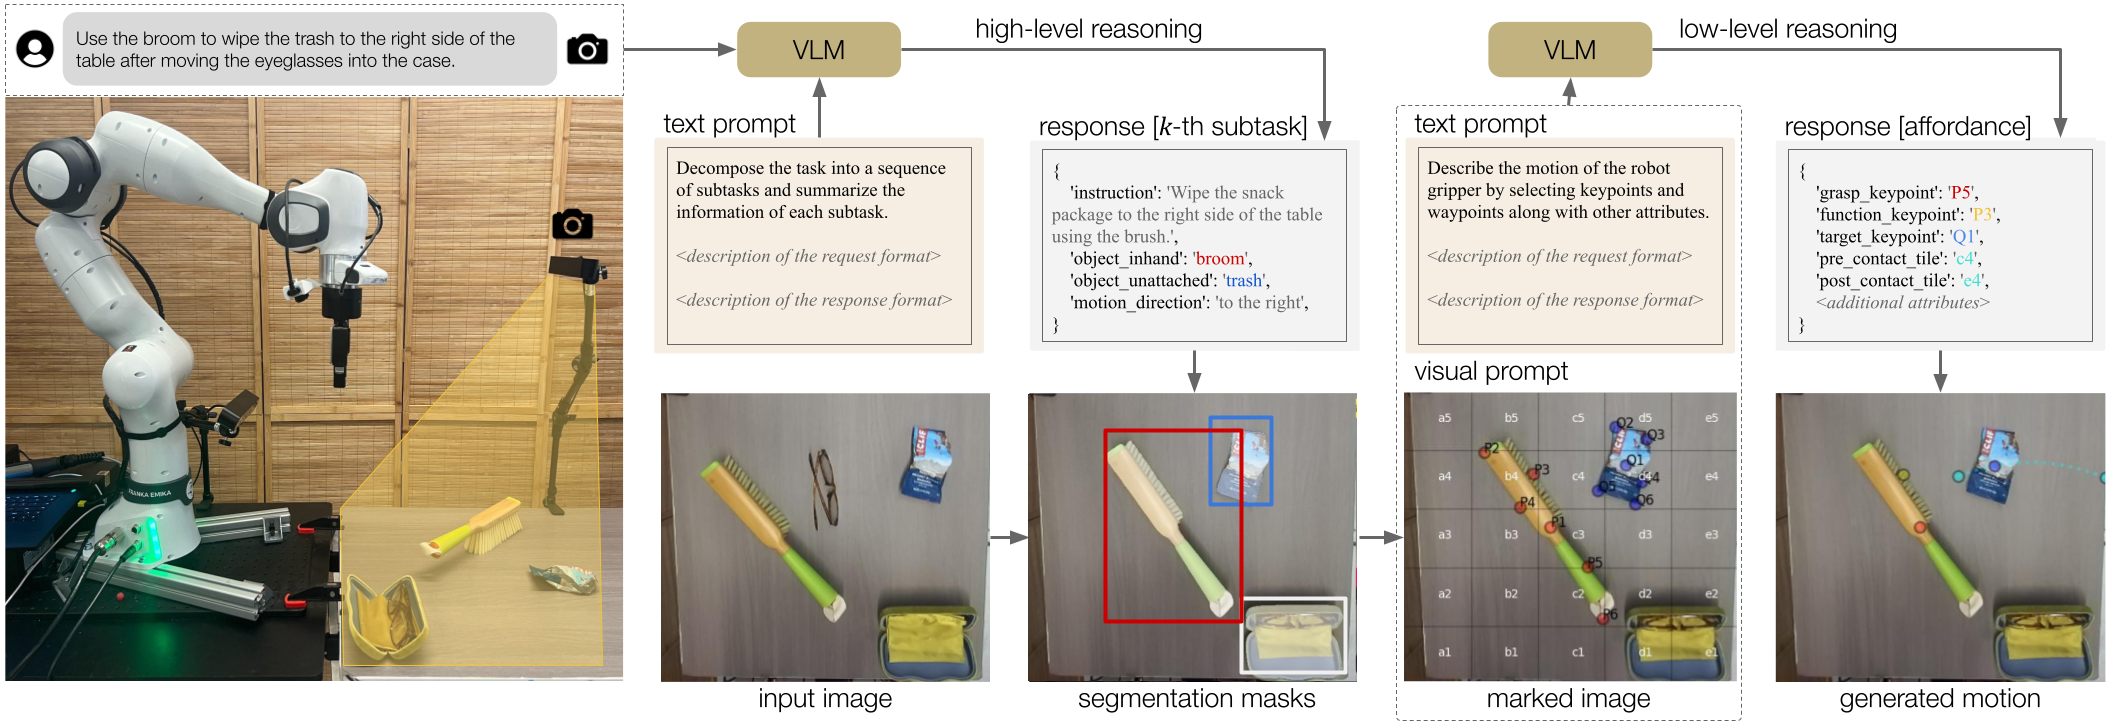 Use the broom to wipe the trash to the right side of the
table after moving the eyeglasses into the case.
VLM
high-level reasoning
VLM
low-level reasoning
text prompt
Decompose the task into a sequence
of subtasks and summarize the
information of each subtask.
<description of the request format>
<description of the response format>
response [k-th subtask]
{
'instruction': 'Wipe the snack
package to the right side of the table
using the brush.',
'object_inhand': 'broom',
'object_unattached': 'trash',
'motion_direction': 'to the right',
}
text prompt
Describe the motion of the robot
gripper by selecting keypoints and
waypoints along with other attributes.
<description of the request format>
<description of the response format>
response [affordance]
{
'grasp_keypoint': 'P5',
'function_keypoint': 'P3',
'target_keypoint': 'Q1',
'pre_contact_tile': 'c4',
'post_contact_tile': 'e4',
<additional attributes>
}
FRANKA EMIKA
CLIF
input image
CLIF
segmentation masks
visual prompt
a5 b5 c5 d5 e5
Q2 Q3
P2 P3 Q1
a4 b4 c4 d4 e4
P4 Q5 Q6
P1
a3 b3 c3 d3 e3
P5
a2 b2 c2 d2 e2
P6
a1 b1 c1 d1 e1
marked image
CLIF
generated motion